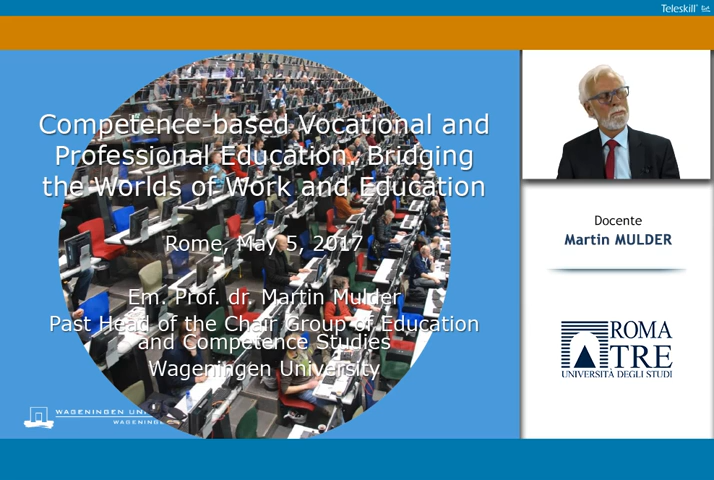 Teleskill
Competence-based Vocational and
Professional Education. Bridging
the Worlds of Work and Education
Rome, May 5, 2017
Em. Prof. dr. Martin Mulder
Past Head of the Chair Group of Education
and Competence Studies
Wageningen University
Docente
Martin MULDER
ROMA
TRE
UNIVERSITÀ DEGLI STUDI
WAGENINGEN